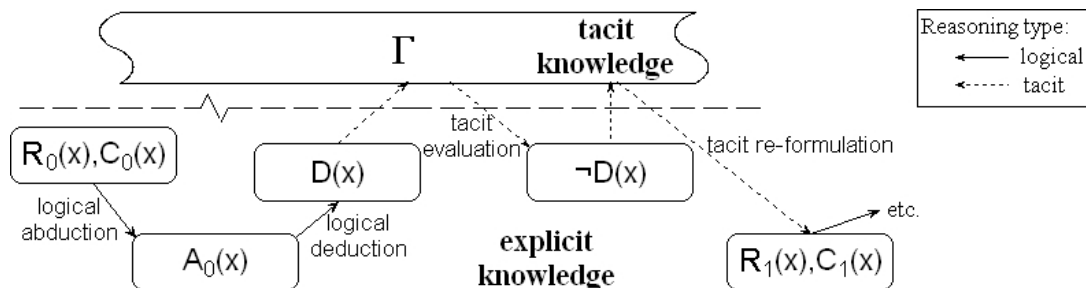 Γ
tacit
knowledge
Reasoning type:
logical
tacit
R₀(x),C₀(x)
D(x)
tacit
evaluation
¬D(x)
tacit re-formulation
logical
abduction
A₀(x)
logical
deduction
explicit
knowledge
R₁(x),C₁(x)
etc.